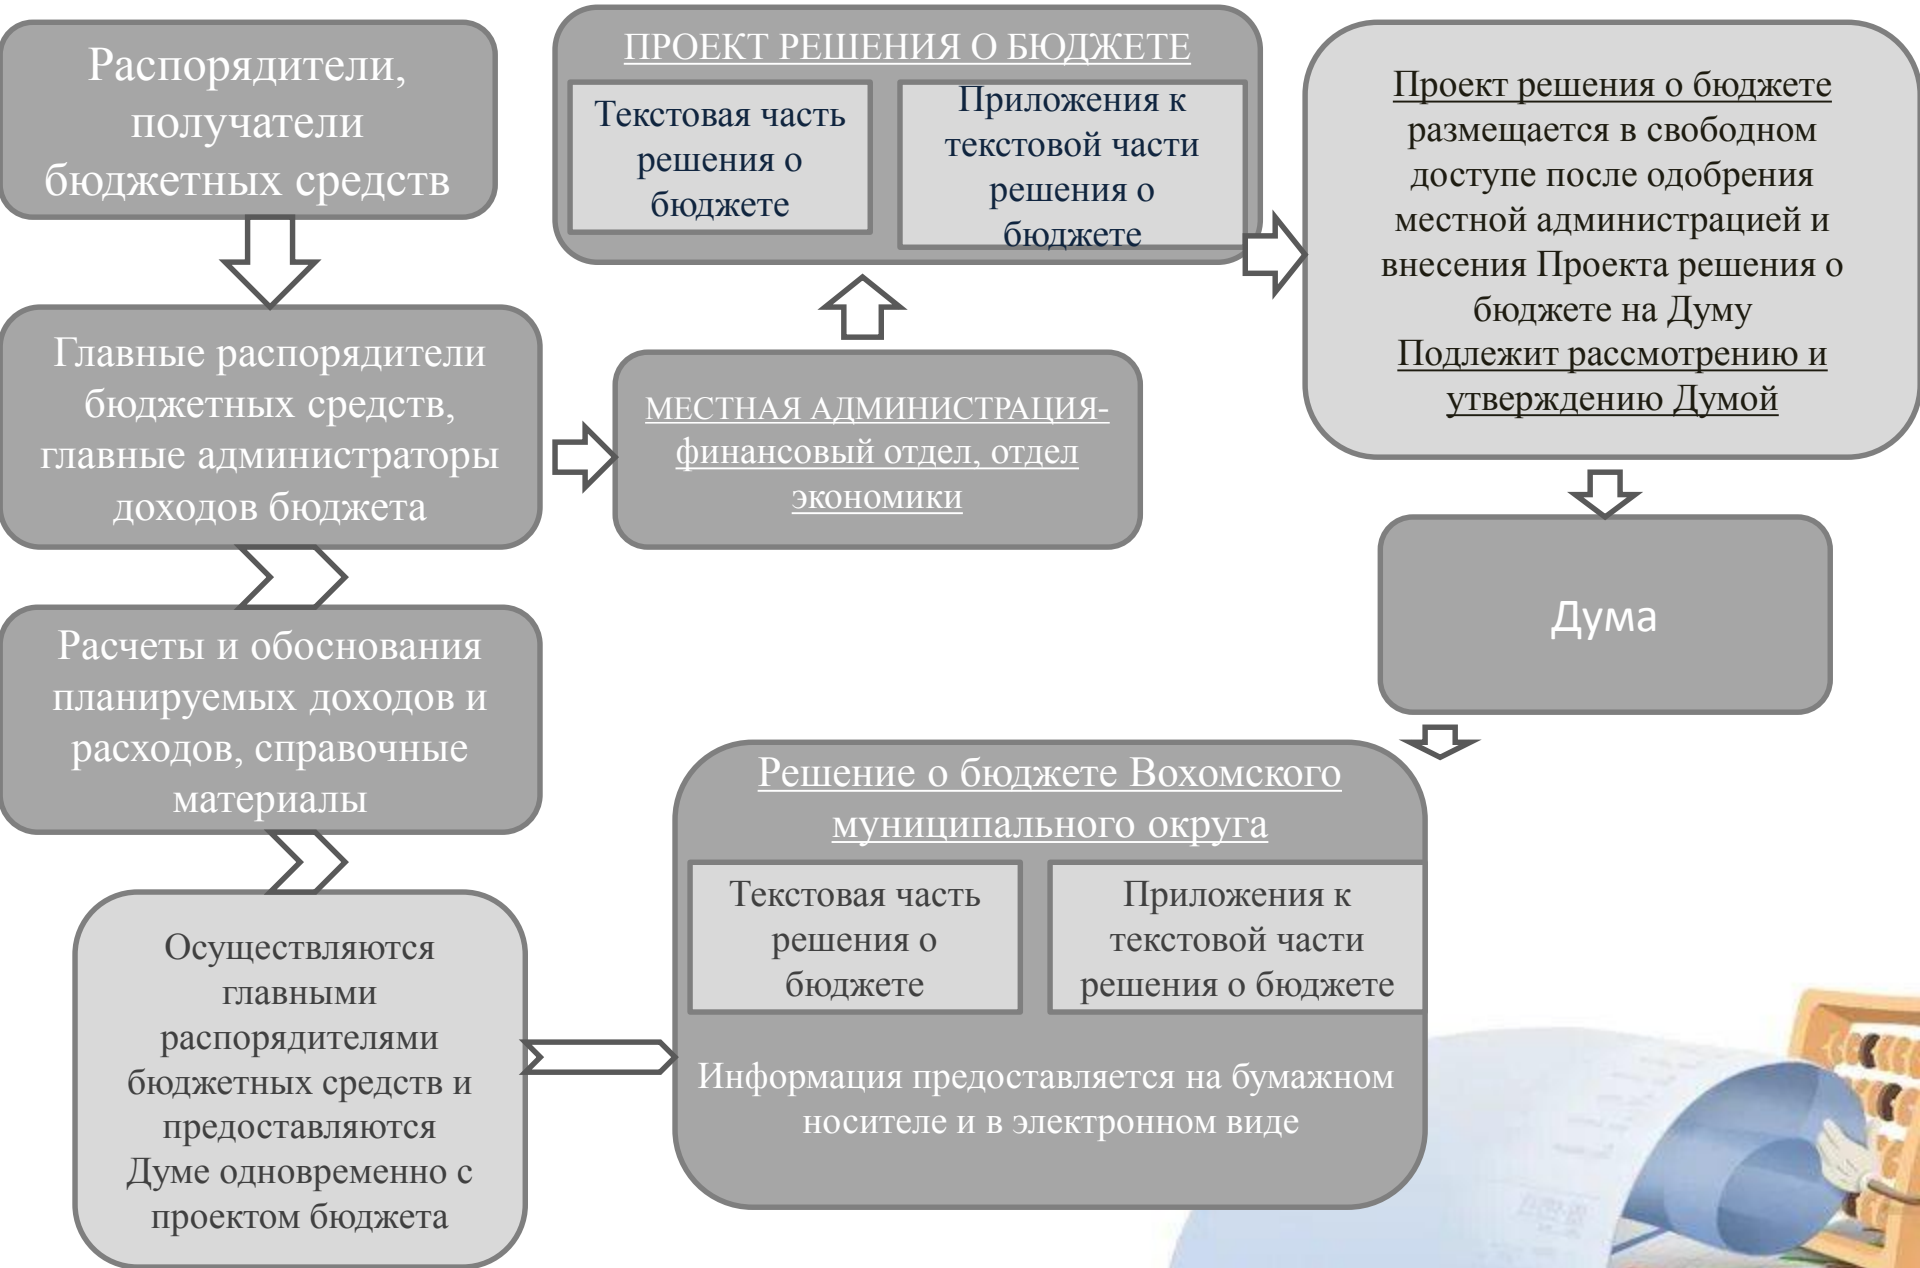 Распорядители,
получатели
бюджетных средств
Главные распорядители
бюджетных средств,
главные администраторы
доходов бюджета
Расчеты и обоснования
планируемых доходов и
расходов, справочные
материалы
Осуществляются
главными
распорядителями
бюджетных средств и
предоставляются
Думе одновременно с
проектом бюджета
ПРОЕКТ РЕШЕНИЯ О БЮДЖЕТЕ
Текстовая часть
решения о
бюджете
Приложения к
текстовой части
решения о
бюджете
МЕСТНАЯ АДМИНИСТРАЦИЯ-
финансовый отдел, отдел
экономики
Проект решения о бюджете
размещается в свободном
доступе после одобрения
местной администрацией и
внесения Проекта решения о
бюджете на Думу
Подлежит рассмотрению и
утверждению Думой
Дума
Решение о бюджете Вохомского
муниципального округа
Текстовая часть
решения о
бюджете
Приложения к
текстовой части
решения о бюджете
Информация предоставляется на бумажном
носителе и в электронном виде